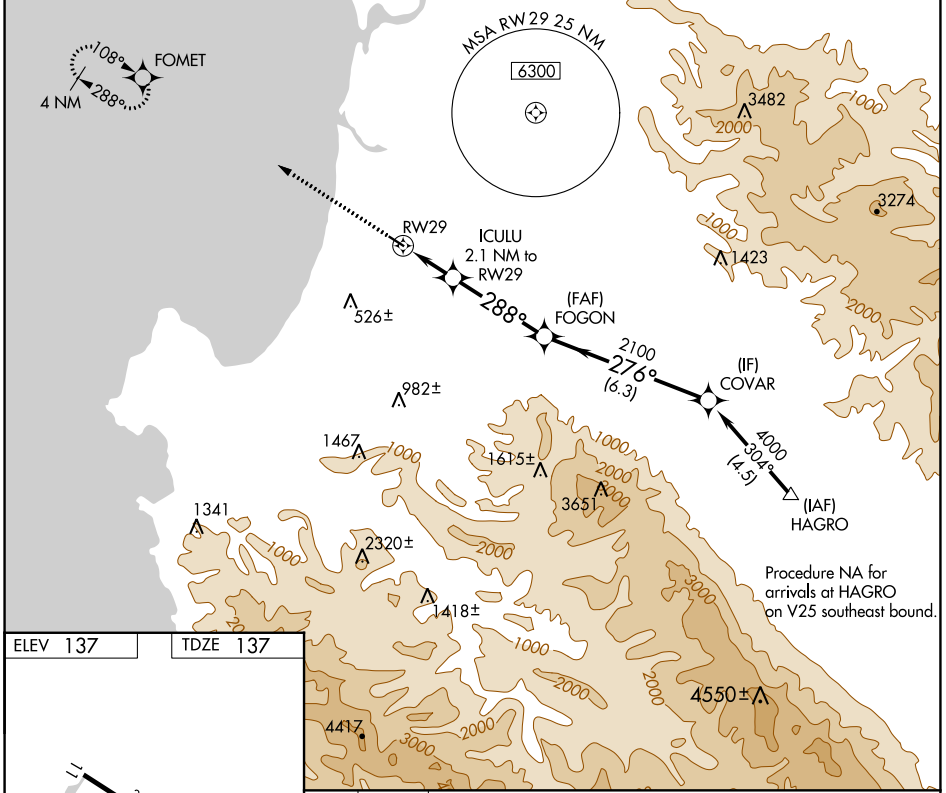 MSA RW29 25 NM
6300
108°
FOMET
4 NM
288°
3482
1000
2000
3274
1000
1423
2000
RW29
ICULU
2.1 NM to
RW29
288°
(FAF)
FOGON
526±
2100
276°
(6.3)
(IF)
COVAR
982±
4000
304°
(4.5)
(IAF)
HAGRO
1467
1000
1615±
1000
2000
3000
3651
1341
1000
2320±
2000
1418±
3000
Procedure NA for
arrivals at HAGRO
on V25 southeast bound.
1000
2000
2000
4550±
4417
2000
3000
ELEV 137
TDZE 137
11